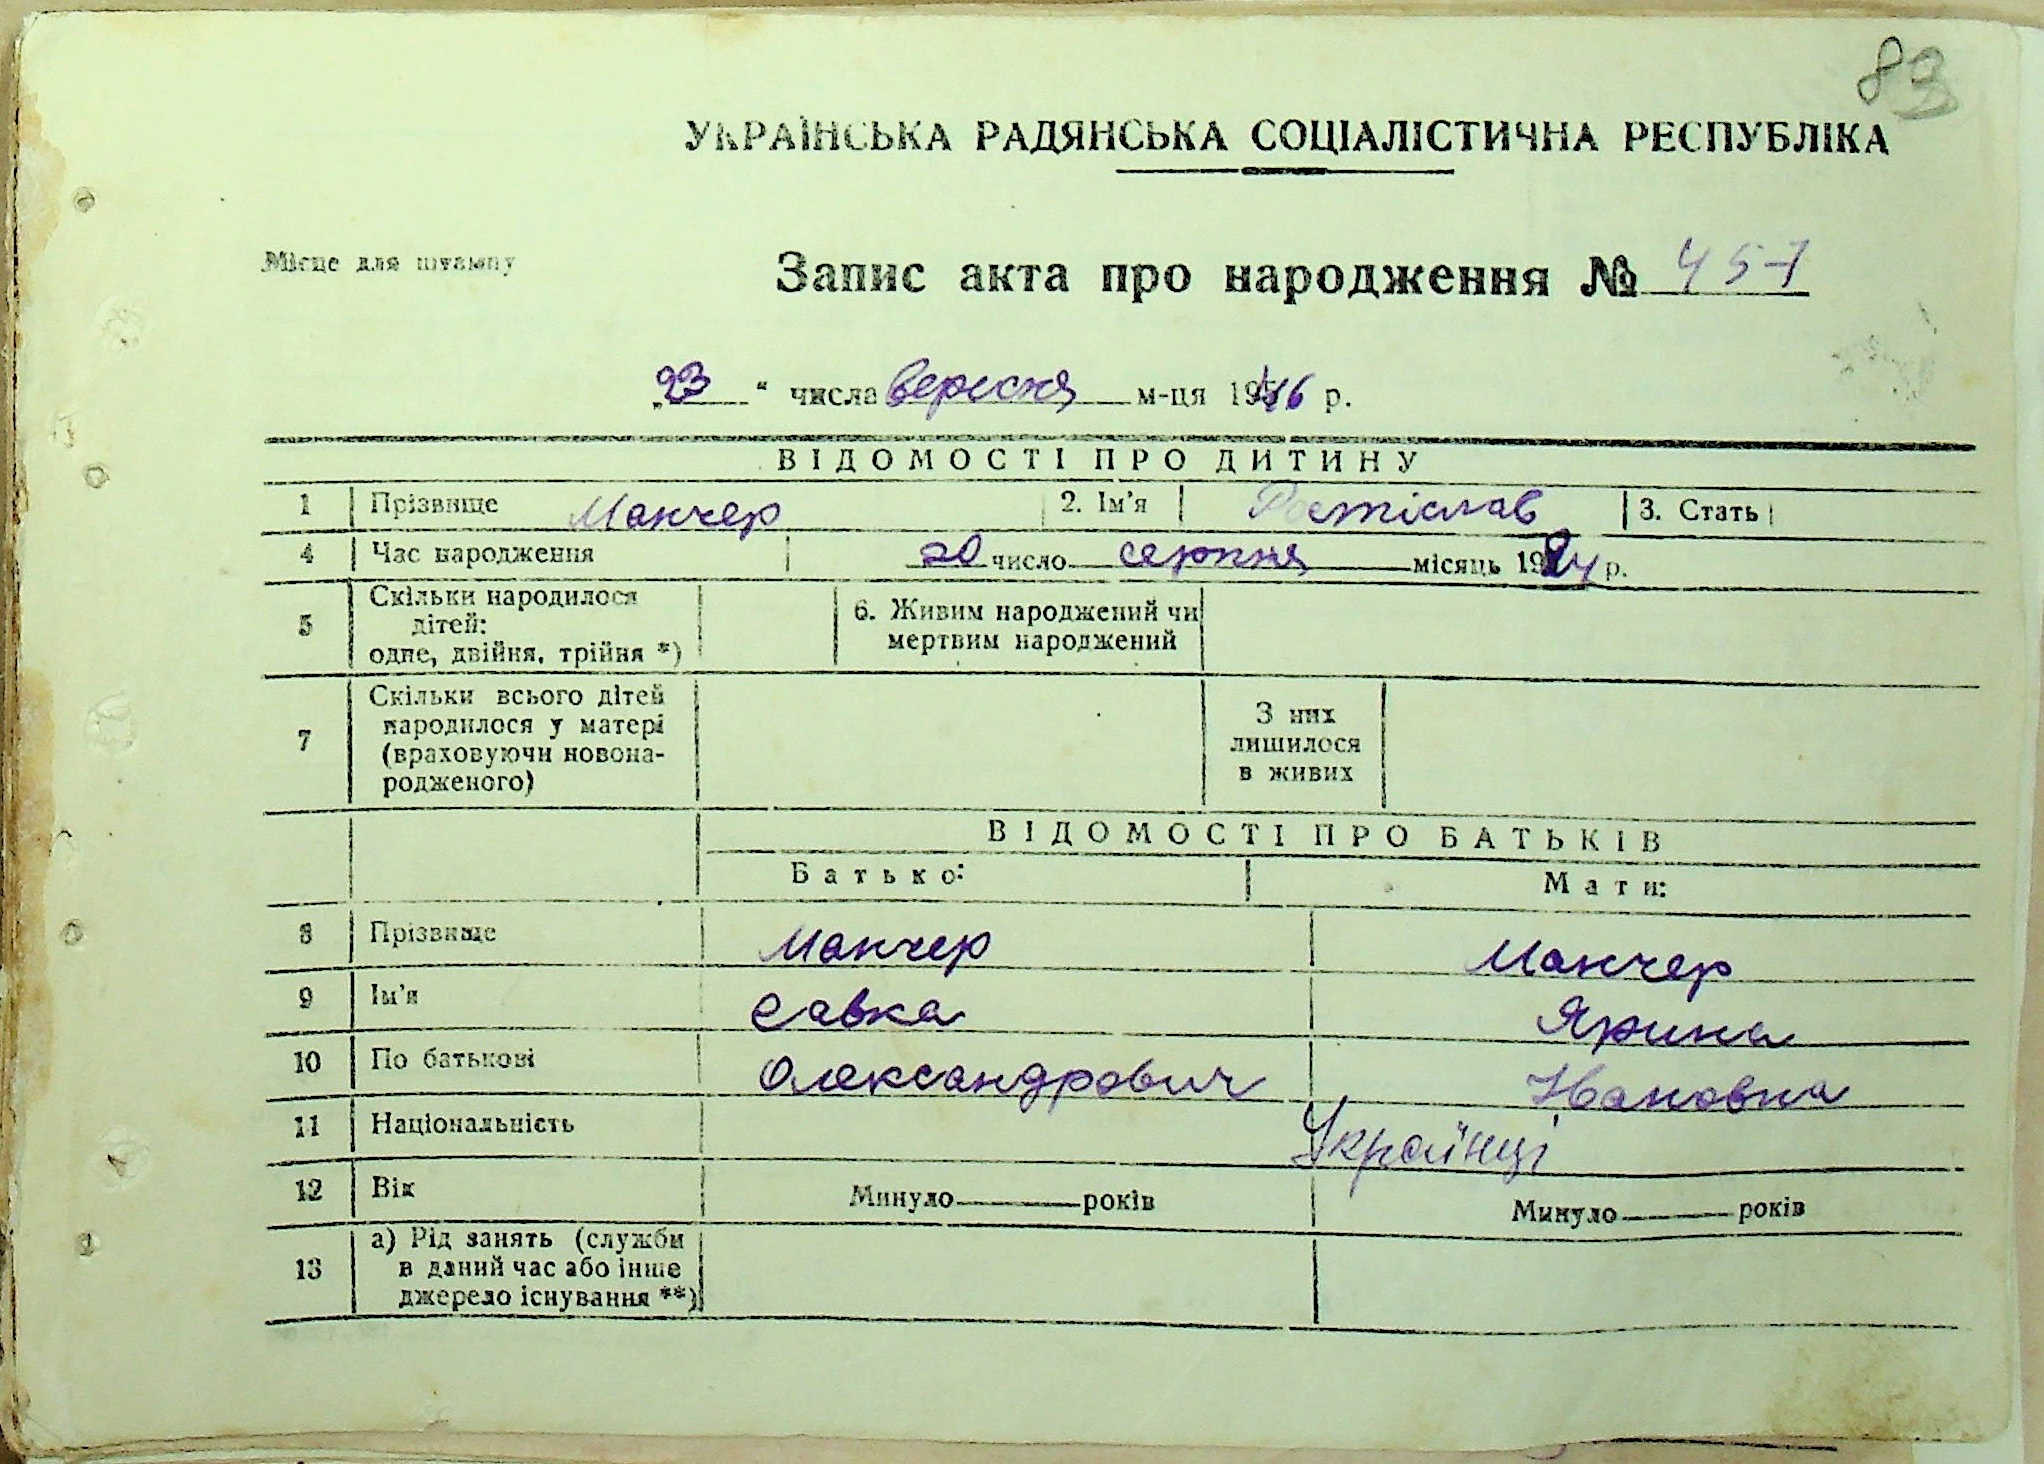 83
УКРАЇНСЬКА РАДЯНСЬКА СОЦІАЛІСТИЧНА РЕСПУБЛІКА
Місце для штампу
Запис акта про народження № 457
„23" числа вересня м-ця 1946 р.
ВІДОМОСТІ ПРО ДИТИНУ
1 Прізвище Манчер 2. Ім'я Ростіслав 3. Стать
4 Час народження 20 число серпня місяць 1924 р.
5 Скільки народилося дітей: одне, двійня, трійня *) 6. Живим народжений чи мертвим народжений
7 Скільки всього дітей народилося у матері (враховуючи новонародженого) З них лишилося в живих
ВІДОМОСТІ ПРО БАТЬКІВ
Батько: Мати:
8 Прізвище Манчер Манчер
9 Ім'я Савка Ярина
10 По батькові Олександрович
11 Національність Українці
12 Вік Минуло років Минуло років
13 а) Рід занять (служби в даний час або інше джерело існування **)